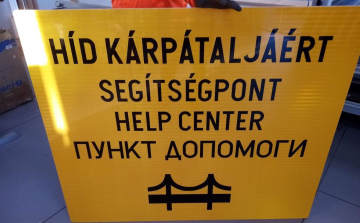 HÍD KÁRPÁTALJÁÉRT
SEGÍTSÉGPONT
HELP CENTER
ПУНКТ ДОПОМОГИ